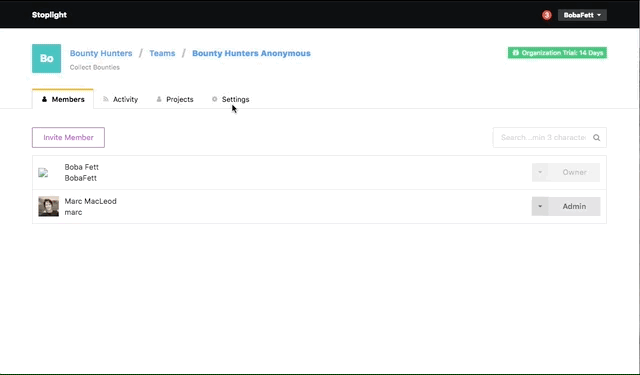 Stoplight
3
BobaFett
Bo
Bounty Hunters / Teams / Bounty Hunters Anonymous
Collect Bounties
Organization Trial: 14 Days
Members
Activity
Projects
Settings
Invite Member
Search ...min 3 character
Boba Fett
BobaFett
Owner
Marc MacLeod
marc
Admin